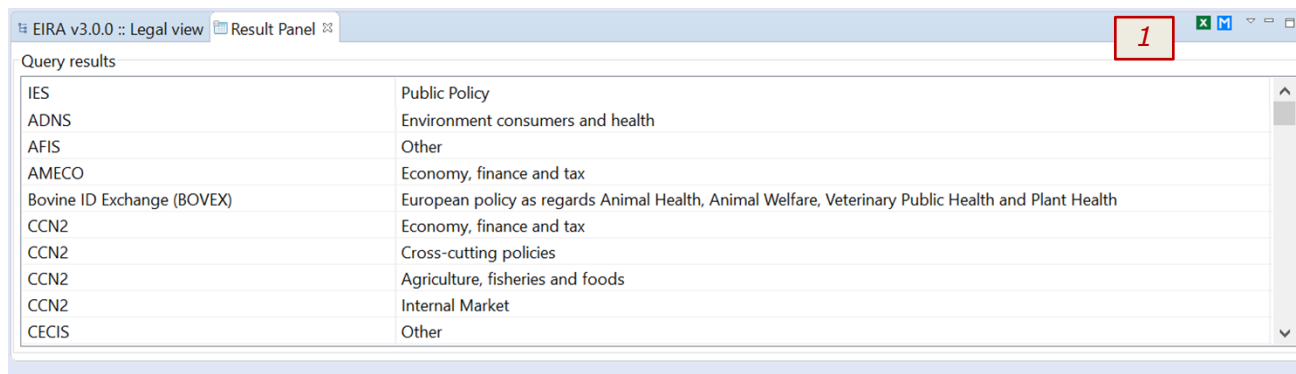 EIRA v3.0.0 :: Legal view Result Panel 1 X M
Query results
IES Public Policy
ADNS Environment consumers and health
AFIS Other
AMECO Economy, finance and tax
Bovine ID Exchange (BOVEX) European policy as regards Animal Health, Animal Welfare, Veterinary Public Health and Plant Health
CCN2 Economy, finance and tax
CCN2 Cross-cutting policies
CCN2 Agriculture, fisheries and foods
CCN2 Internal Market
CECIS Other